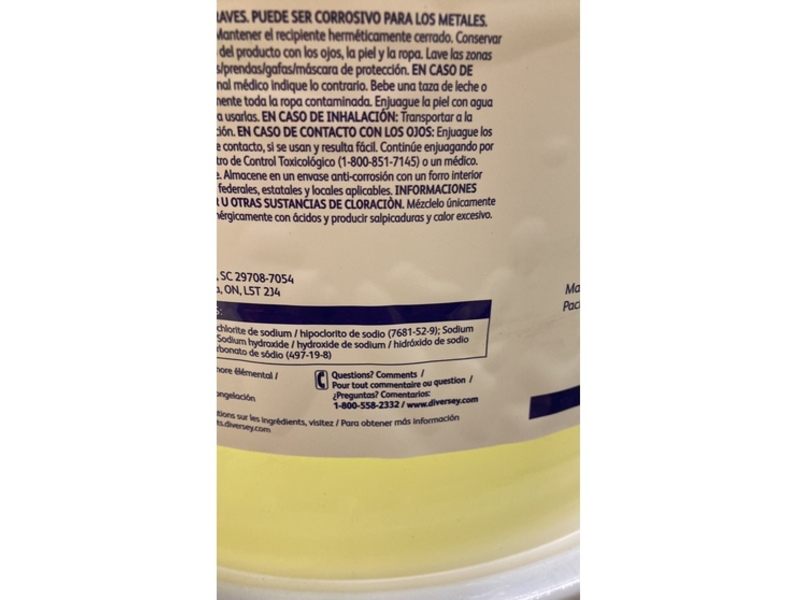 RAVES. PUEDE SER CORROSIVO PARA LOS METALES.
Mantener el recipiente herméticamente cerrado. Conservar
del producto con los ojos, la piel y la ropa. Lave las zonas
s/prendas/gafas/máscara de protección. EN CASO DE
nal médico indique lo contrario. Bebe una taza de leche o
mente toda la ropa contaminada. Enjuague la piel con agua
a usarlas. EN CASO DE INHALACIÓN: Transportar a la
ión. EN CASO DE CONTACTO CON LOS OJOS: Enjuague los
e contacto, si se usan y resulta fácil. Continúe enjuagando por
tro de Control Toxicológico (1-800-851-7145) o un médico.
e. Almacene en un envase anti-corrosión con un forro interior
federales, estatales y locales aplicables. INFORMACIONES
R U OTRAS SUSTANCIAS DE CLORACIÒN. Mézclelo únicamente
nérgicamente con ácidos y producir salpicaduras y calor excesivo.
, SC 29708-7054
, ON, L5T 2J4
S:
chlorite de sodium / hipoclorito de sodio (7681-52-9); Sodium
Sodium hydroxide / hydroxide de sodium / hidróxido de sodio
rbonato de sódio (497-19-8)
hore élémental /
ongelación
Questions? Comments /
Pour tout commentaire ou question /
¿Preguntas? Comentarios:
1-800-558-2332 / www.diversey.com
tions sur les ingrédients, visitez / Para obtener más información
ts.diversey.com
Ma
Pac